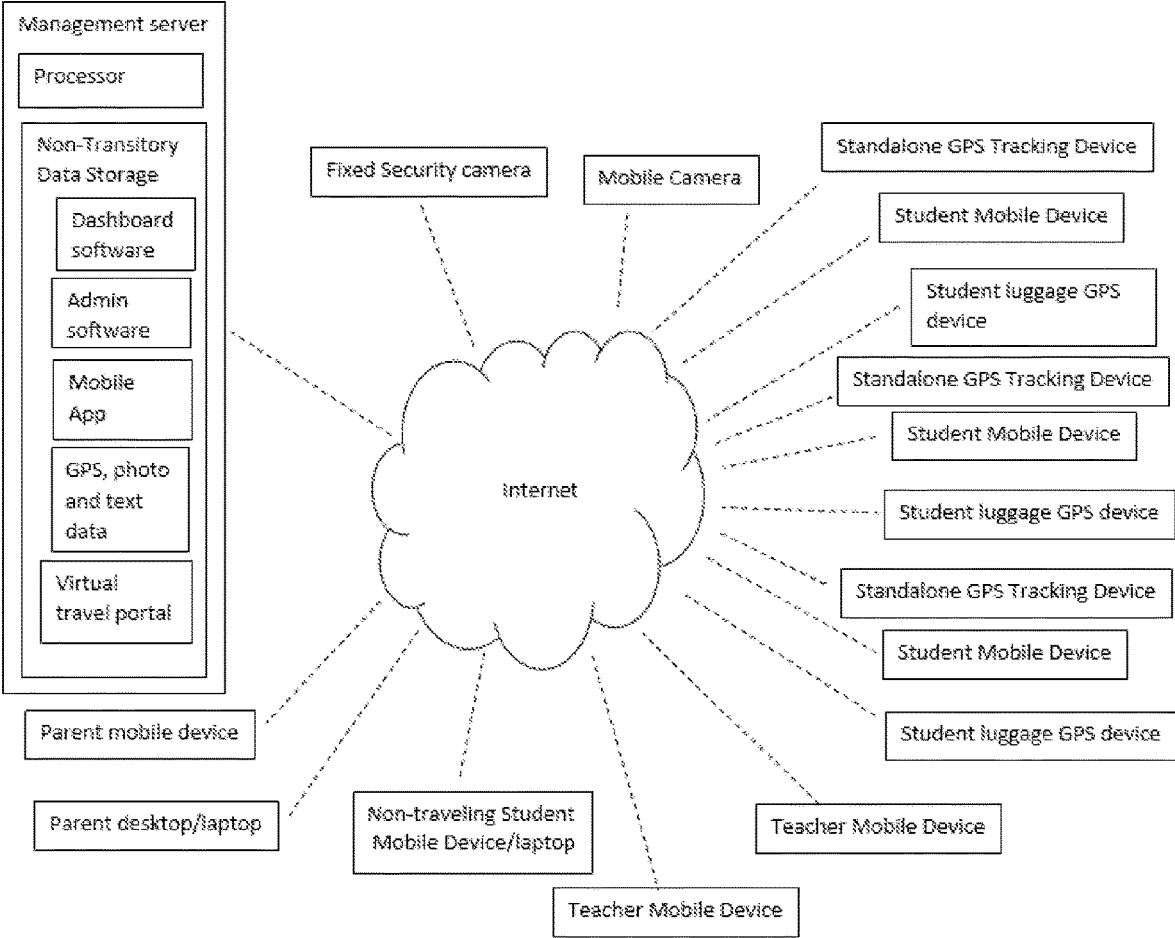 Management server
Processor
Non-Transitory
Data Storage
Dashboard
software
Admin
software
Mobile
App
GPS, photo
and text
data
Virtual
travel portal
Fixed Security camera
Mobile Camera
Standalone GPS Tracking Device
Student Mobile Device
Student luggage GPS
device
Standalone GPS Tracking Device
Student Mobile Device
Internet
Student luggage GPS device
Standalone GPS Tracking Device
Student Mobile Device
Student luggage GPS device
Parent mobile device
Parent desktop/laptop
Non-traveling Student
Mobile Device/laptop
Teacher Mobile Device
Teacher Mobile Device